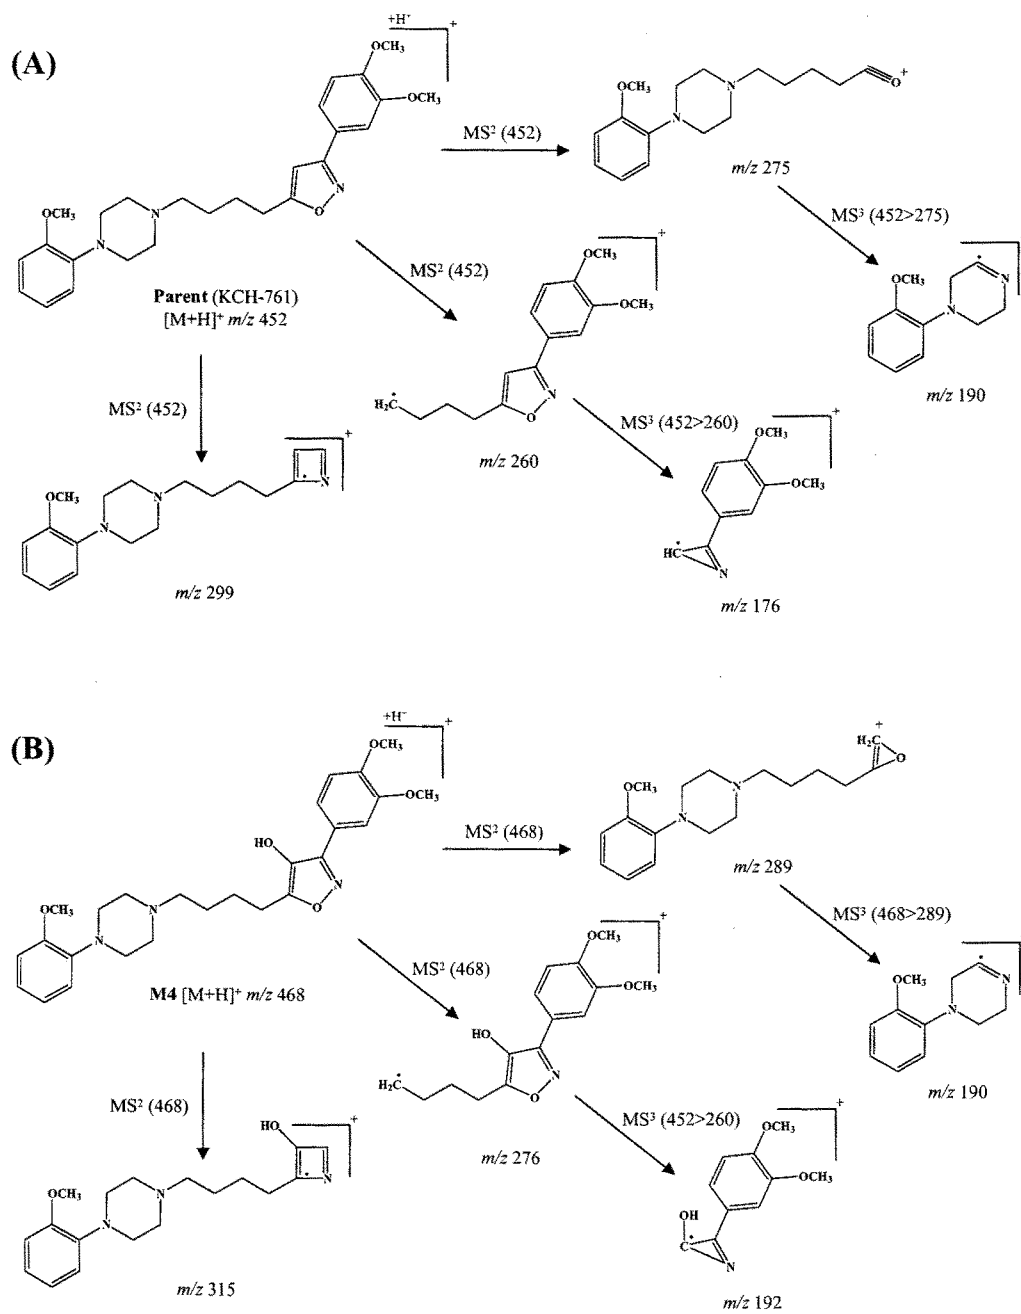 (A)
+H⁺
+
OCH₃
OCH₃
N
O
N
N
OCH₃
Parent (KCH-761)
[M+H]⁺ m/z 452
MS² (452)
OCH₃
N
N
O
+
m/z 275
MS³ (452>275)
OCH₃
N
N
m/z 190
MS² (452)
+
OCH₃
OCH₃
N
O
H₂C•
m/z 260
MS³ (452>260)
+
OCH₃
OCH₃
HC•
N
m/z 176
MS² (452)
+
N
N
N
OCH₃
m/z 299
(B)
+H⁺
+
OCH₃
OCH₃
HO
N
O
N
N
OCH₃
M4 [M+H]⁺ m/z 468
MS² (468)
+
H₂C
O
N
N
OCH₃
m/z 289
MS³ (468>289)
OCH₃
N
N
m/z 190
MS² (468)
+
OCH₃
OCH₃
HO
N
O
H₂C•
m/z 276
MS³ (452>260)
+
OCH₃
OCH₃
OH
C•
N
m/z 192
MS² (468)
+
HO
N
N
N
OCH₃
m/z 315